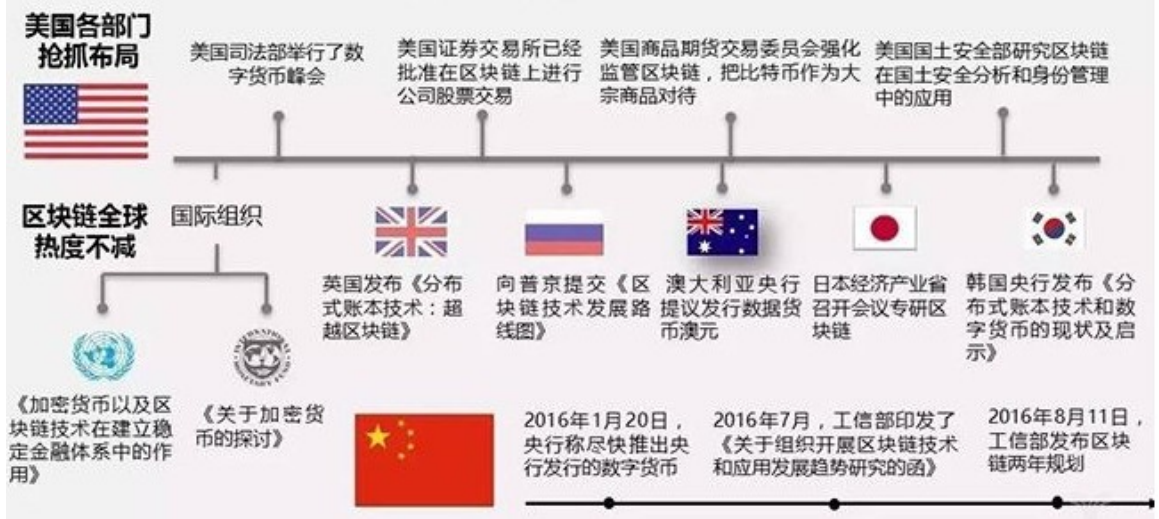 美国各部门
抢抓布局
美国司法部举行了数
字货币峰会
美国证券交易所已经
批准在区块链上进行
公司股票交易
美国商品期货交易委员会强化
监管区块链，把比特币作为大
宗商品对待
美国国土安全部研究区块链
在国土安全分析和身份管理
中的应用
区块链全球
热度不减
国际组织
英国发布《分布
式账本技术：超
越区块链》
向普京提交《区
块链技术发展路
线图》
澳大利亚央行
提议发行数据货
币澳元
日本经济产业省
召开会议专研区
块链
韩国央行发布《分
布式账本技术和数
字货币的现状及启
示》
INTERNATIONAL
MONETARY FUND
《加密货币以及区
块链技术在建立稳
定金融体系中的作
用》
《关于加密货
币的探讨》
2016年1月20日，
央行称尽快推出央
行发行的数字货币
2016年7月，工信部印发了
《关于组织开展区块链技术
和应用发展趋势研究的函》
2016年8月11日，
工信部发布区块
链两年规划